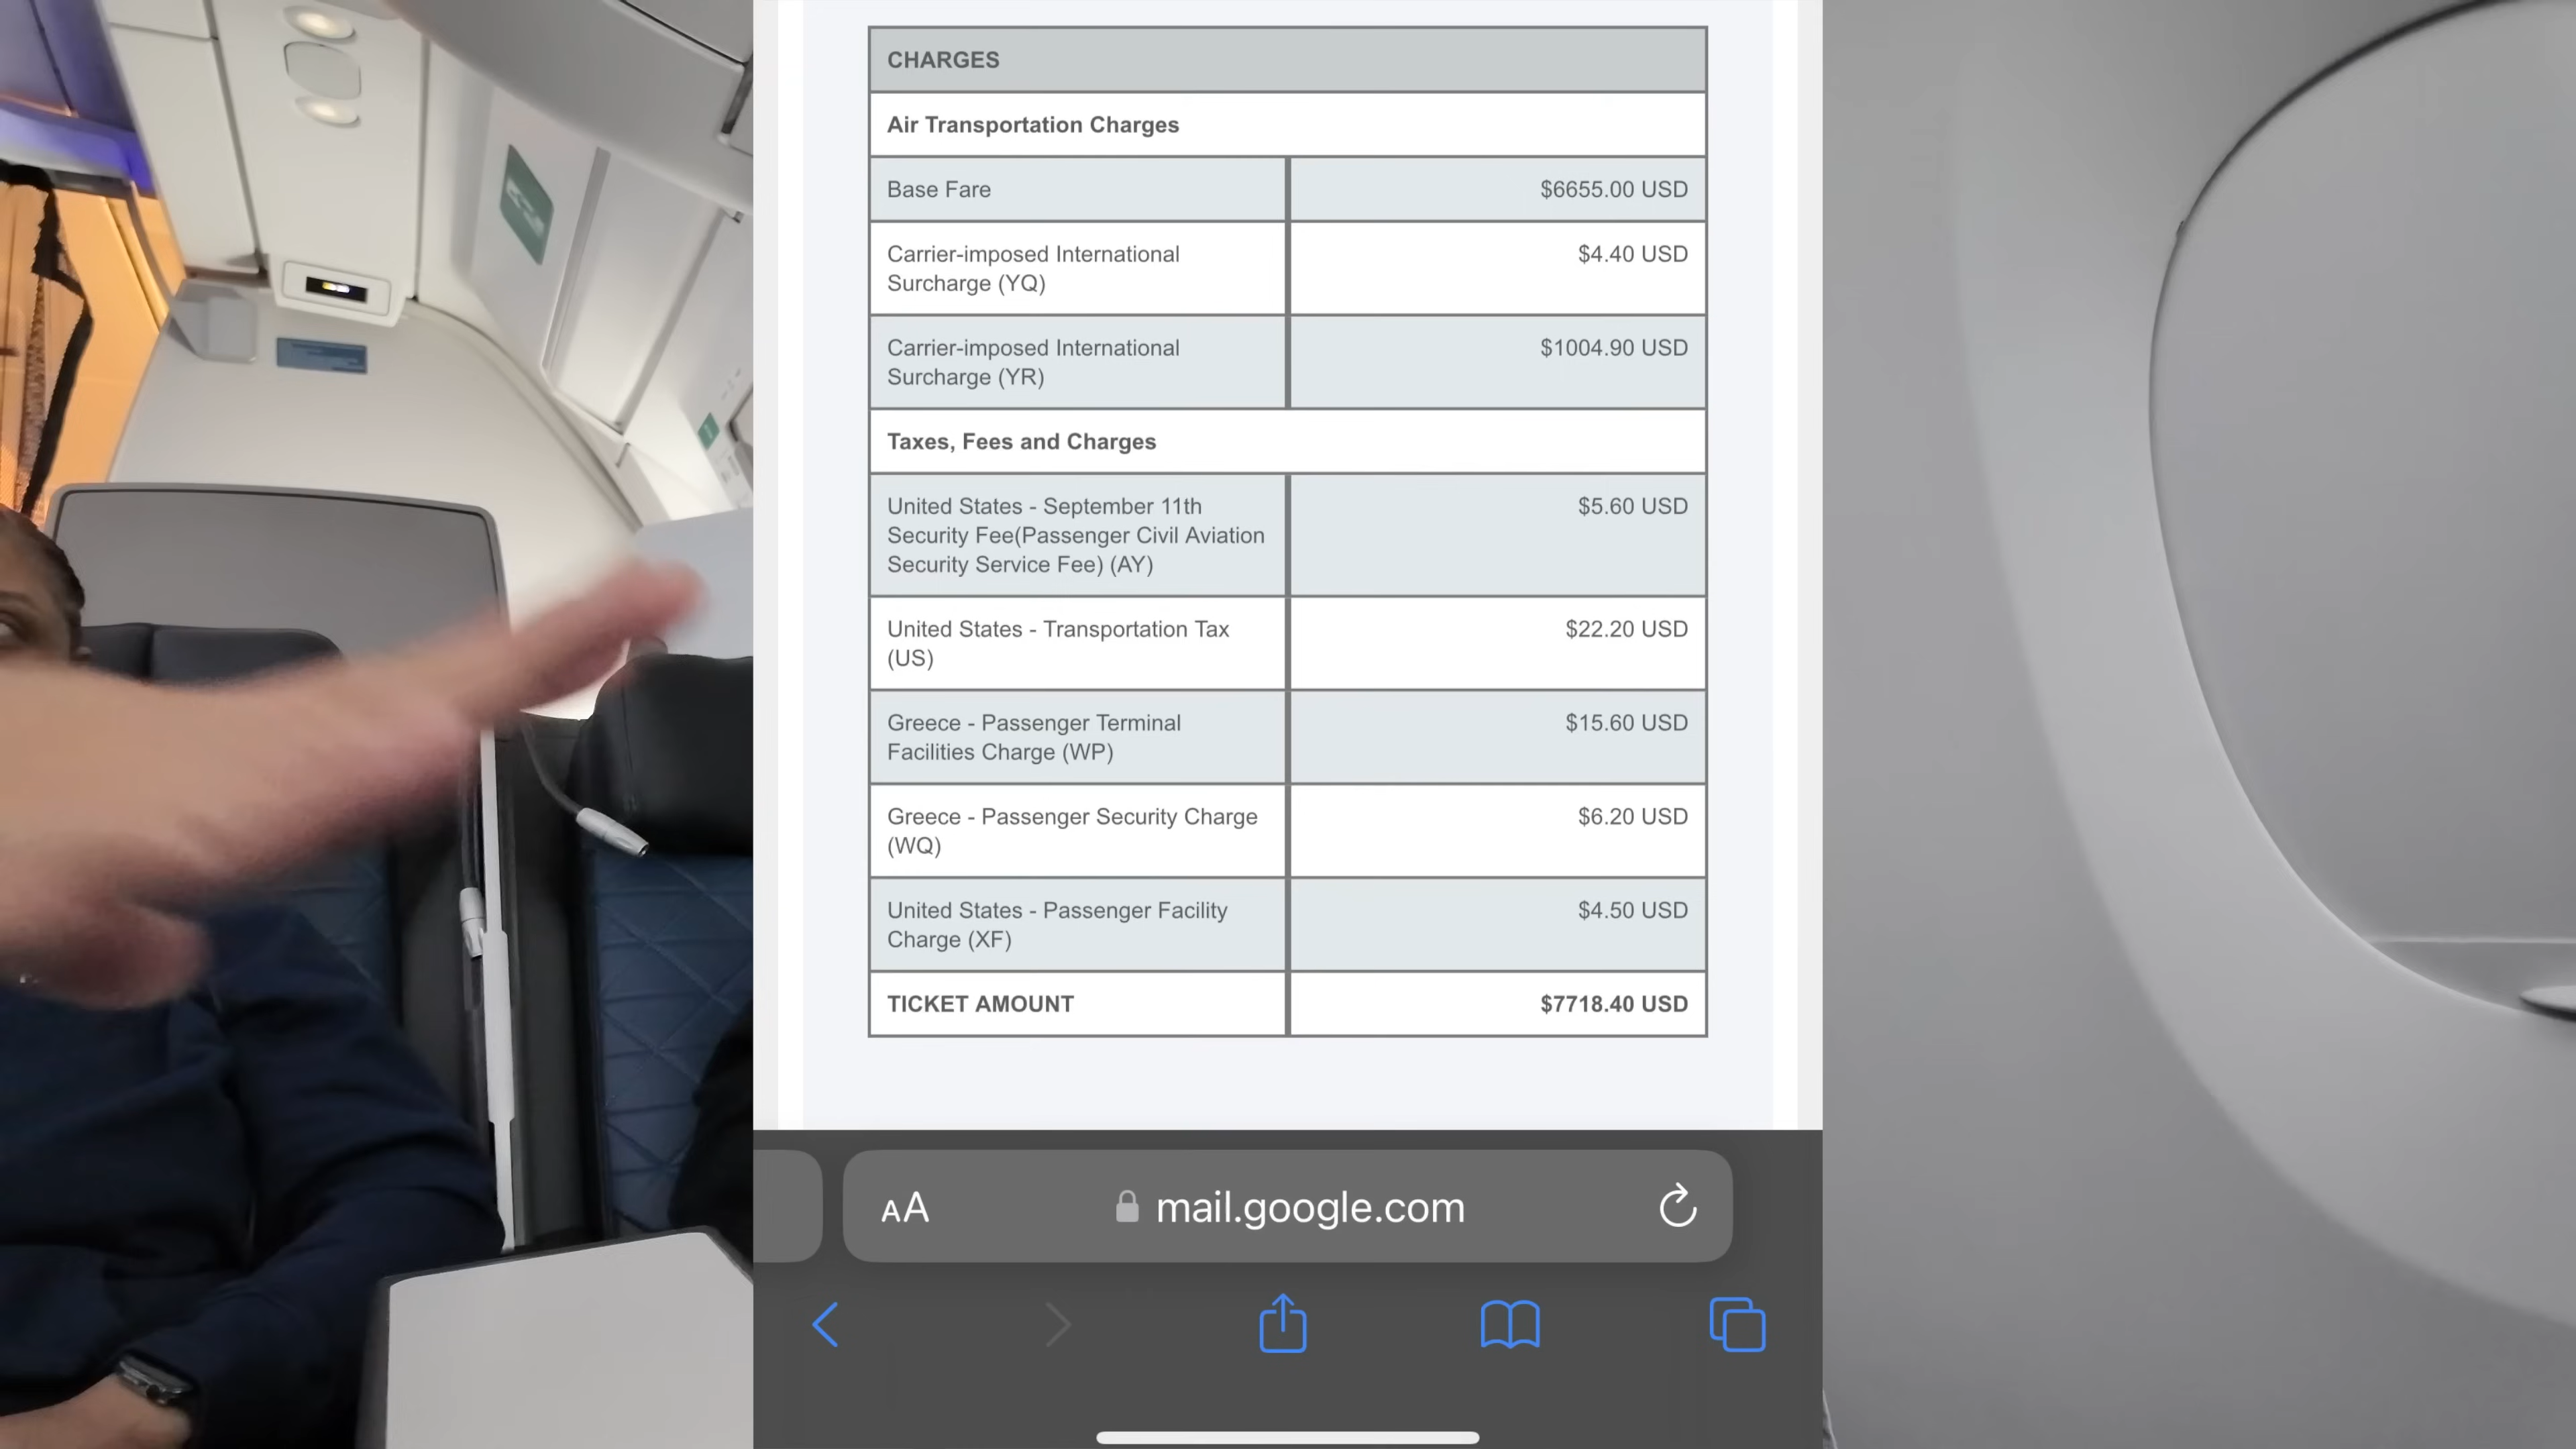 CHARGES
Air Transportation Charges
Base Fare
$6655.00 USD
Carrier-imposed International
Surcharge (YQ)
$4.40 USD
Carrier-imposed International
Surcharge (YR)
$1004.90 USD
Taxes, Fees and Charges
United States - September 11th
Security Fee(Passenger Civil Aviation
Security Service Fee) (AY)
$5.60 USD
United States - Transportation Tax
(US)
$22.20 USD
Greece - Passenger Terminal
Facilities Charge (WP)
$15.60 USD
Greece - Passenger Security Charge
(WQ)
$6.20 USD
United States - Passenger Facility
Charge (XF)
$4.50 USD
TICKET AMOUNT
$7718.40 USD
AA
mail.google.com